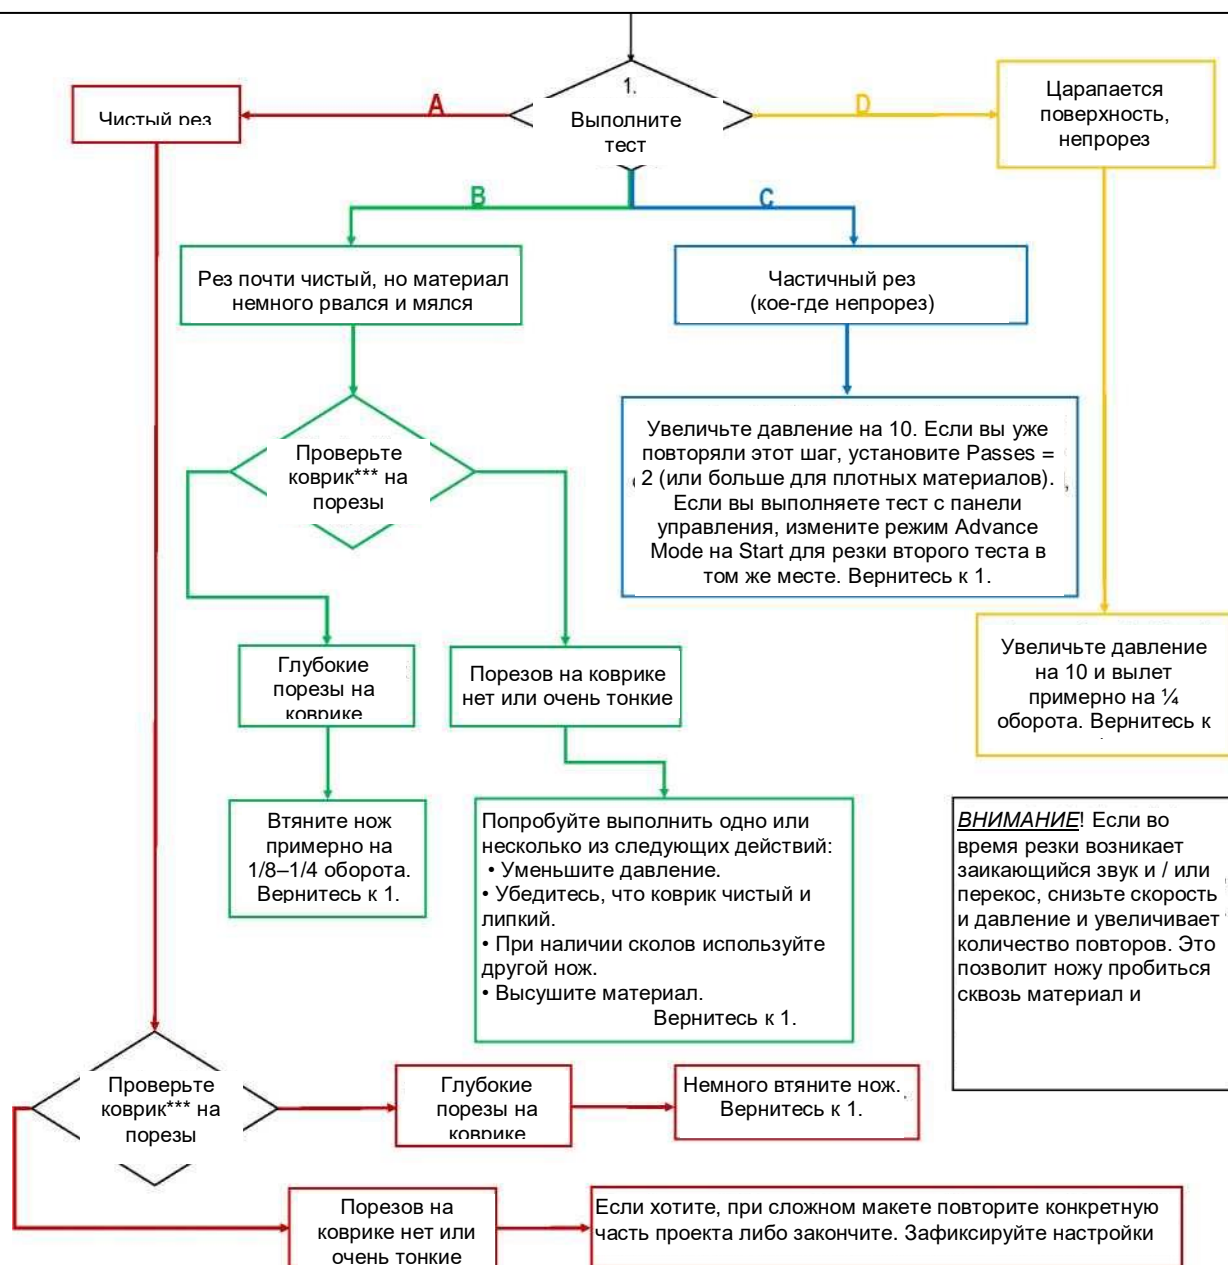 1.
Выполните
тест
A
Чистый рез
D
Царапается
поверхность,
непрорез
B
C
Рез почти чистый, но материал
немного рвался и мялся
Частичный рез
(кое-где непрорез)
Проверьте
коврик*** на
порезы
Увеличьте давление на 10. Если вы уже
повторяли этот шаг, установите Passes =
2 (или больше для плотных материалов).
Если вы выполняете тест с панели
управления, измените режим Advance
Mode на Start для резки второго теста в
том же месте. Вернитесь к 1.
Глубокие
порезы на
коврике
Порезов на коврике
нет или очень тонкие
Увеличьте давление
на 10 и вылет
примерно на ¼
оборота. Вернитесь к
Втяните нож
примерно на
1/8–1/4 оборота.
Вернитесь к 1.
Попробуйте выполнить одно или
несколько из следующих действий:
• Уменьшите давление.
• Убедитесь, что коврик чистый и
липкий.
• При наличии сколов используйте
другой нож.
• Высушите материал.
Вернитесь к 1.
ВНИМАНИЕ! Если во
время резки возникает
заикающийся звук и / или
перекос, снизьте скорость
и давление и увеличивает
количество повторов. Это
позволит ножу пробиться
сквозь материал и
Проверьте
коврик*** на
порезы
Глубокие
порезы на
коврике
Немного втяните нож.
Вернитесь к 1.
Порезов на
коврике нет или
очень тонкие
Если хотите, при сложном макете повторите конкретную
часть проекта либо закончите. Зафиксируйте настройки